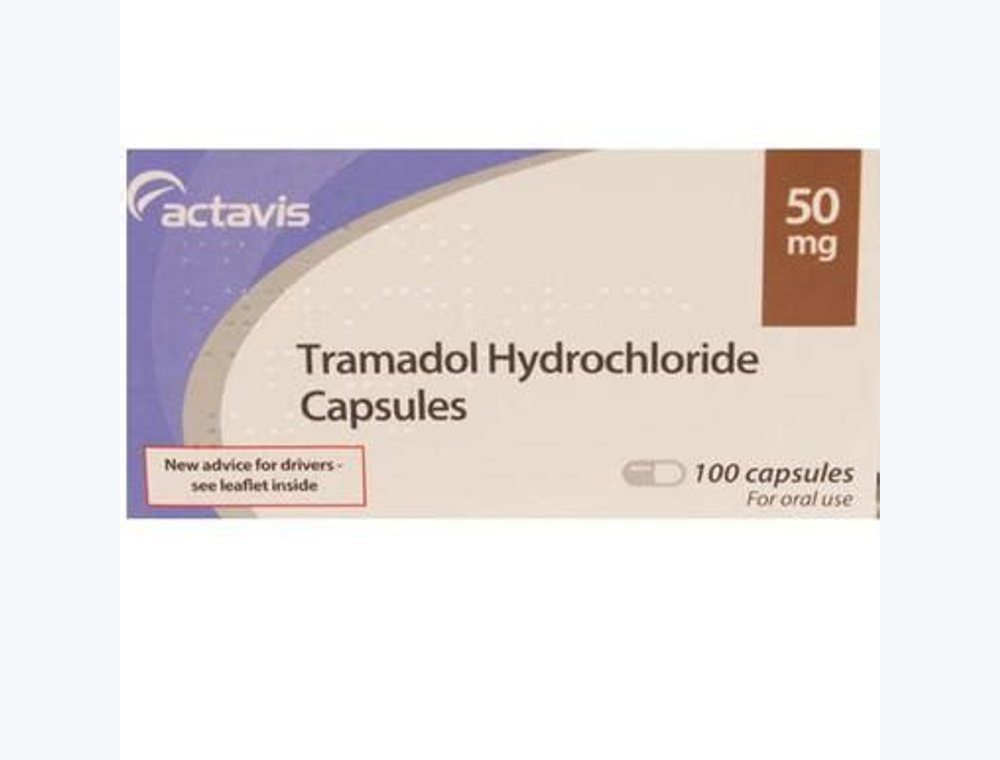 actavis
50
mg
Tramadol Hydrochloride
Capsules
New advice for drivers -
see leaflet inside
100 capsules
For oral use